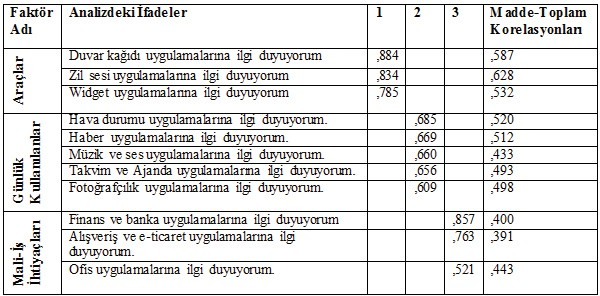 Faktör Adı Analizdeki İfadeler 1 2 3 Madde-Toplam Korelasyonları
Araçlar
Duvar kağıdı uygulamalarına ilgi duyuyorum ,884 ,587
Zil sesi uygulamalarına ilgi duyuyorum ,834 ,628
Widget uygulamalarına ilgi duyuyorum ,785 ,532
Günlük Kullanılanlar
Hava durumu uygulamalarına ilgi duyuyorum. ,685 ,520
Haber uygulamalarına ilgi duyuyorum. ,669 ,512
Müzik ve ses uygulamalarına ilgi duyuyorum. ,660 ,433
Takvim ve Ajanda uygulamalarına ilgi duyuyorum. ,656 ,493
Fotoğrafçılık uygulamalarına ilgi duyuyorum. ,609 ,498
Mali-İş İhtiyaçları
Finans ve banka uygulamalarına ilgi duyuyorum ,857 ,400
Alışveriş ve e-ticaret uygulamalarına ilgi duyuyorum. ,763 ,391
Ofis uygulamalarına ilgi duyuyorum. ,521 ,443